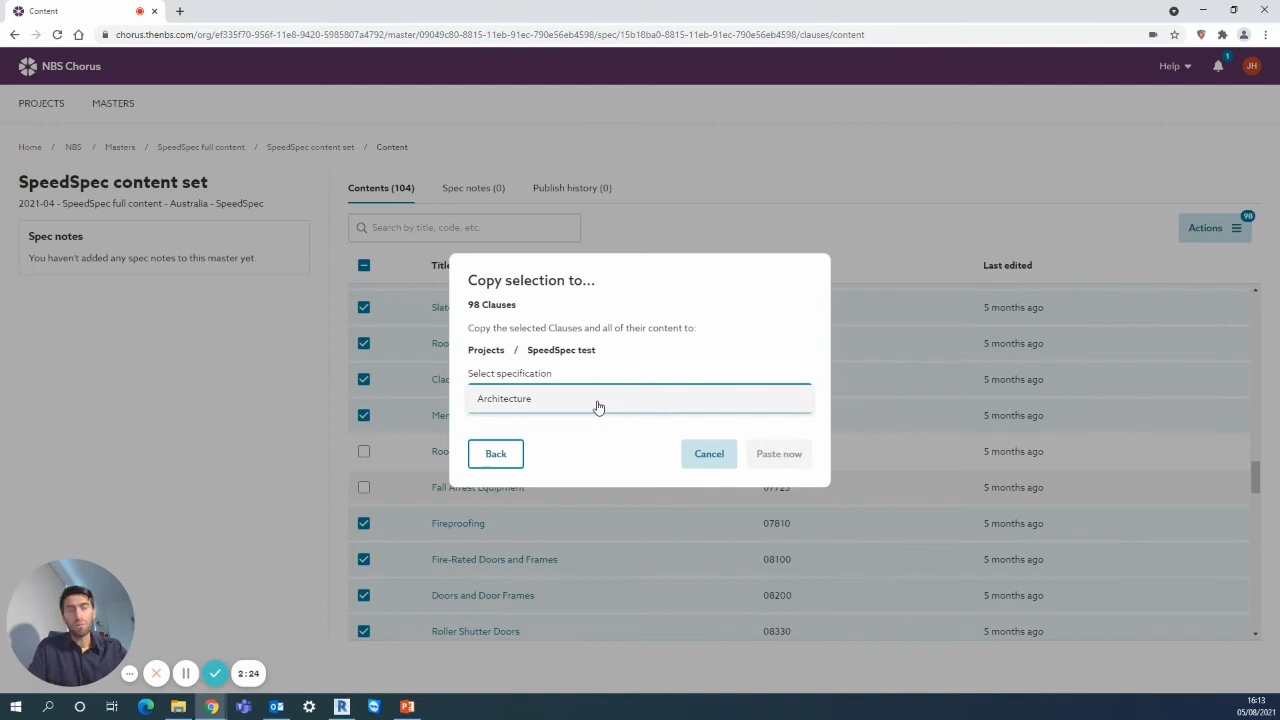 Content
chorus.thenbs.com/org/ef335f70-956f-11e8-9420-5985807a4792/master/09049c80-8815-11eb-91ec-790e56eb4598/spec/15b18ba0-8815-11eb-91ec-790e56eb4598/clauses/content
NBS Chorus
Help
1
JH
PROJECTS
MASTERS
Home / NBS / Masters / SpeedSpec full content / SpeedSpec content set / Content
SpeedSpec content set
2021-04 - SpeedSpec full content - Australia - SpeedSpec
Spec notes
You haven't added any spec notes to this master yet.
Contents (104)
Spec notes (0)
Publish history (0)
Search by title, code, etc.
Actions
98
Last edited
5 months ago
5 months ago
5 months ago
5 months ago
5 months ago
Fall Arrest Equipment 07725 5 months ago
Fireproofing 07810 5 months ago
Fire-Rated Doors and Frames 08100 5 months ago
Doors and Door Frames 08200 5 months ago
Roller Shutter Doors 08330 5 months ago
Copy selection to...
98 Clauses
Copy the selected Clauses and all of their content to:
Projects / SpeedSpec test
Select specification
Architecture
Back
Cancel
Paste now
2:24
16:13
05/08/2021